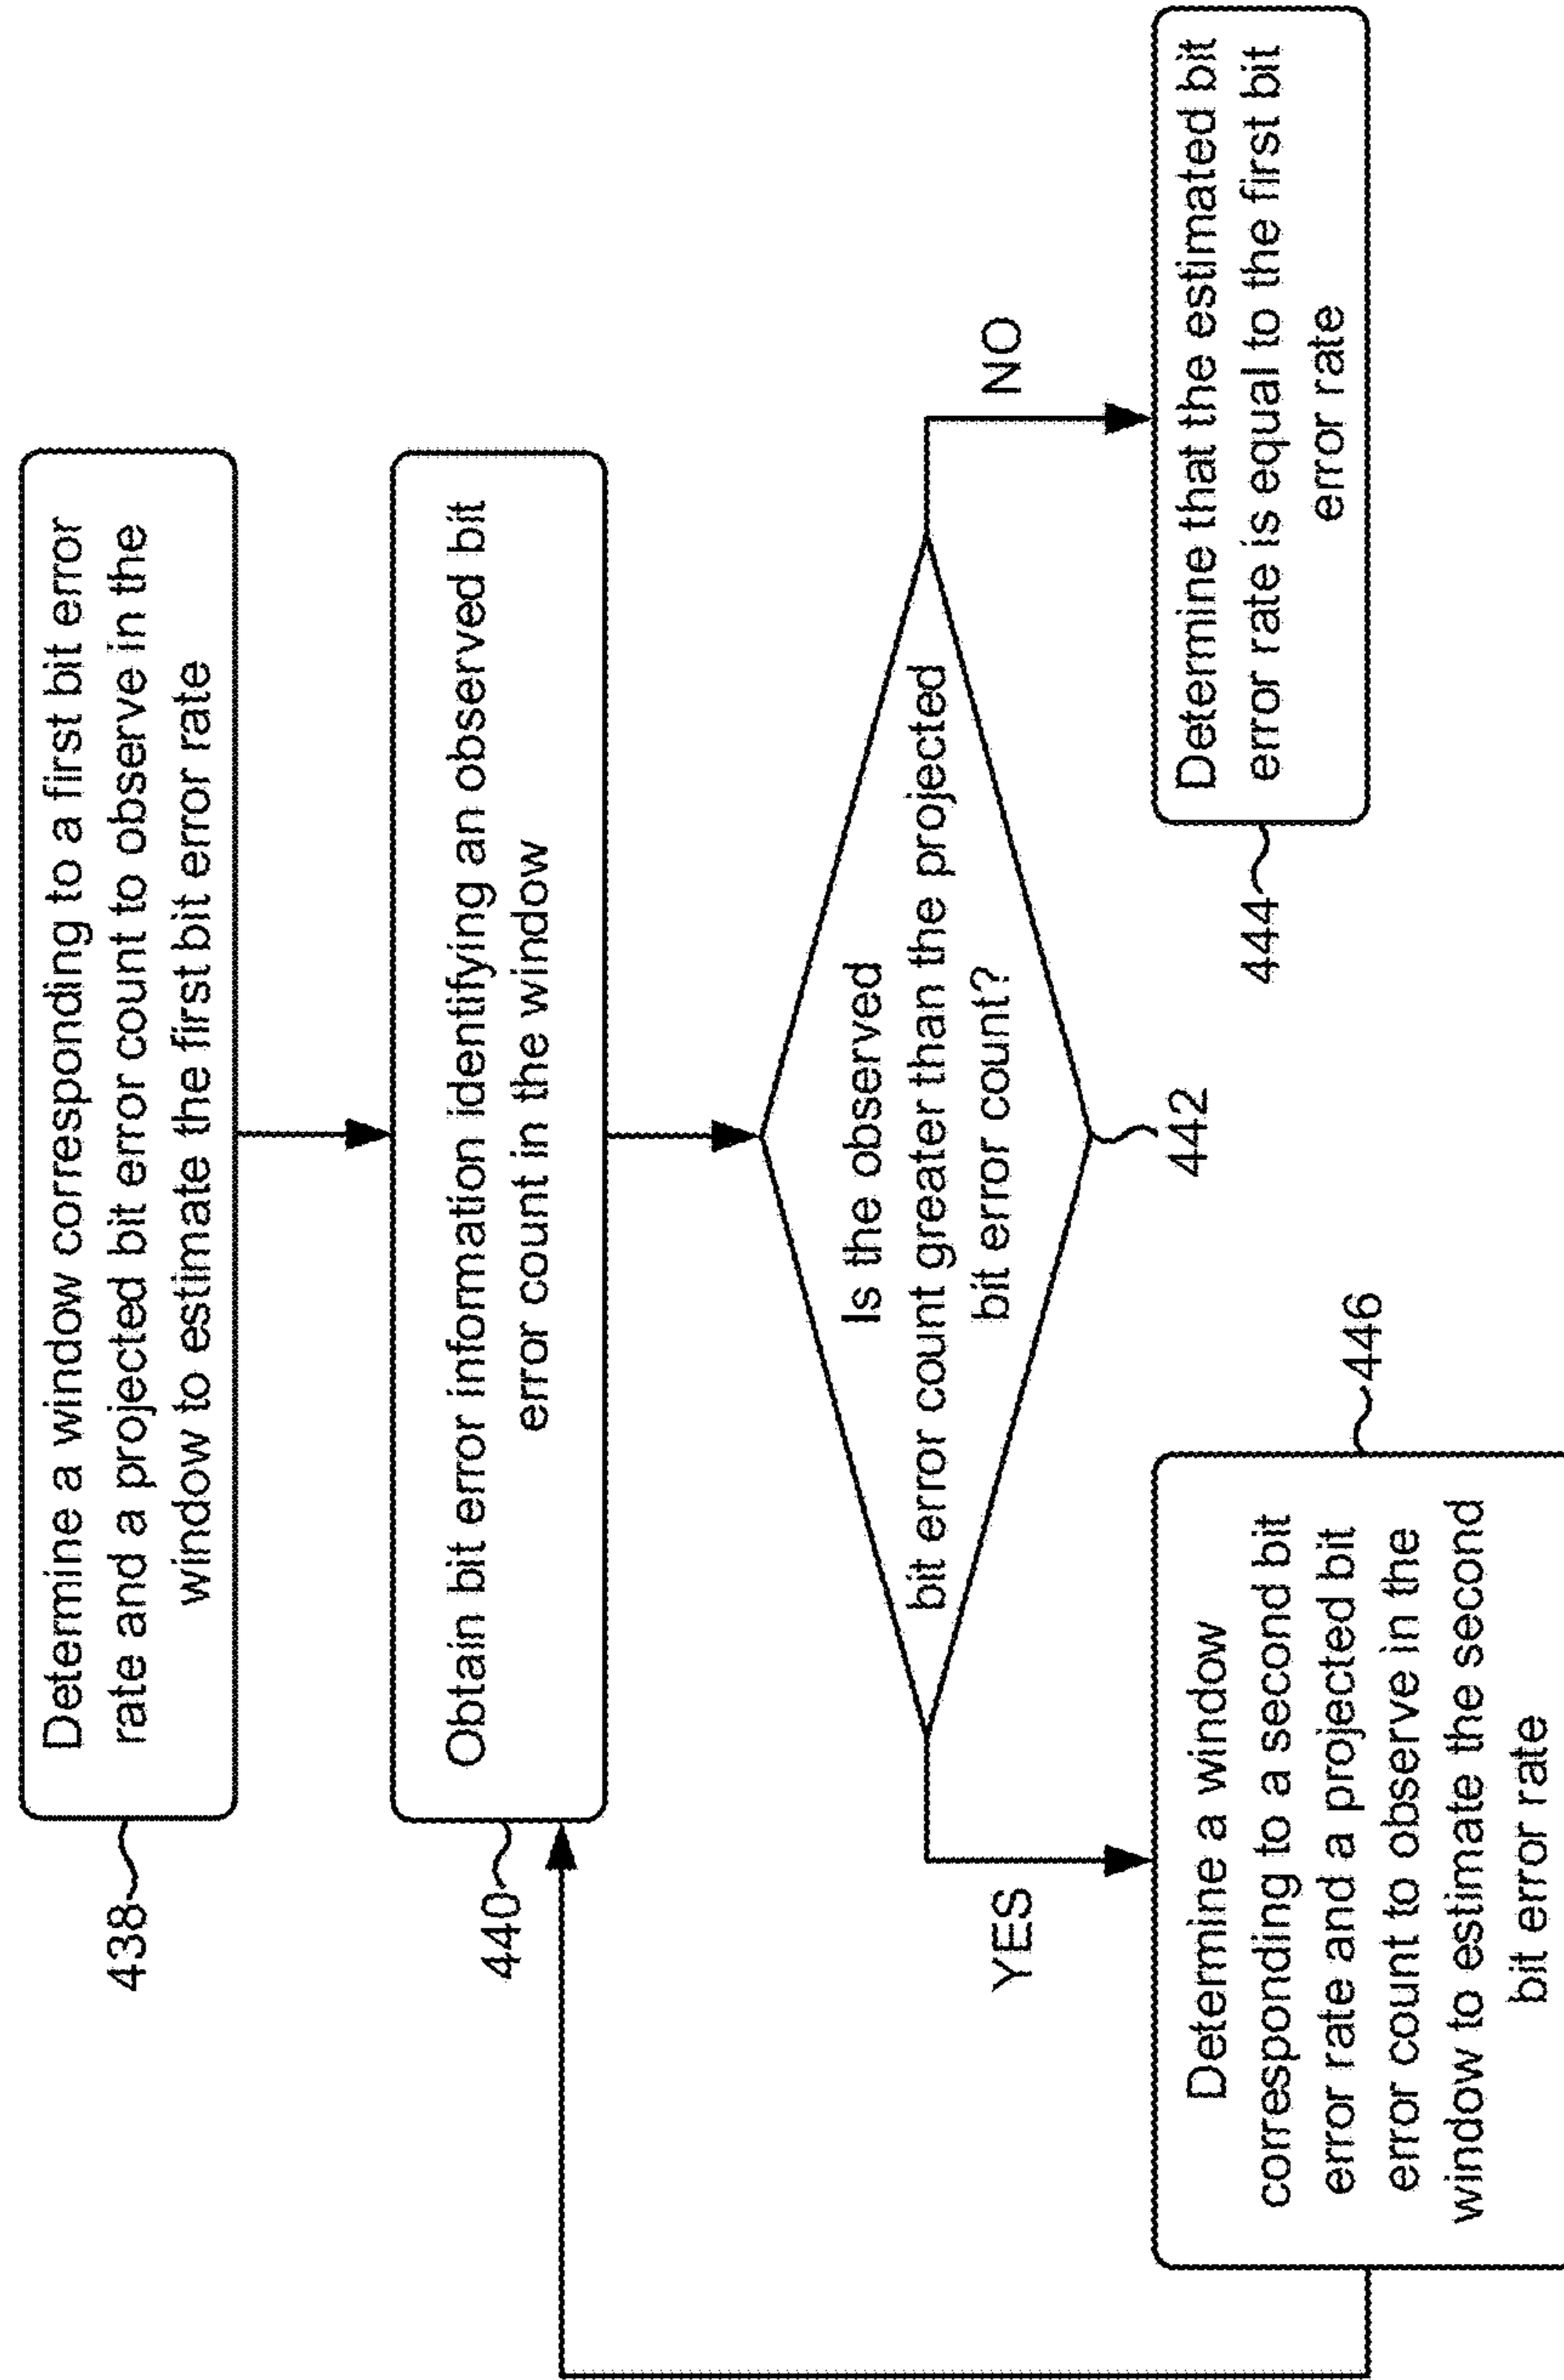 438
Determine a window corresponding to a first bit error
rate and a projected bit error count to observe in the
window to estimate the first bit error rate
440
Obtain bit error information identifying an observed bit
error count in the window
Is the observed
bit error count greater than the projected
bit error count?
442
YES
NO
Determine a window
corresponding to a second bit
error rate and a projected bit
error count to observe in the
window to estimate the second
bit error rate
446
444
Determine that the estimated bit
error rate is equal to the first bit
error rate